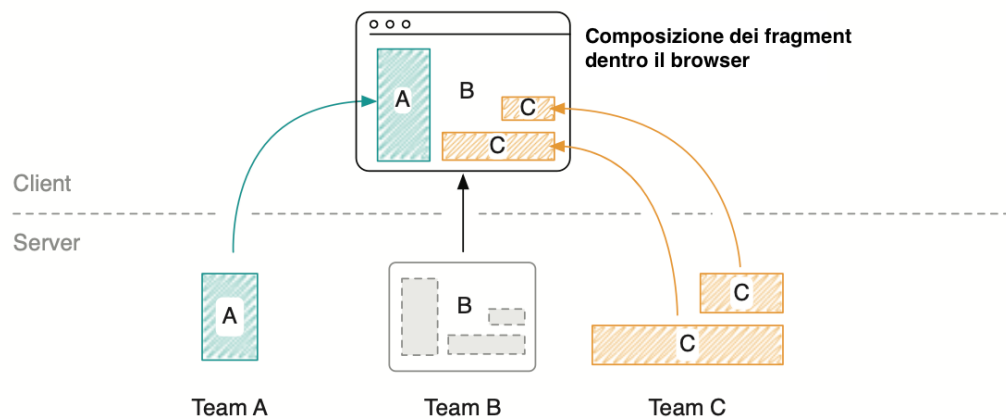 Composizione dei fragment
dentro il browser
A
B
C
C
Client
Server
A
B
C
C
Team A
Team B
Team C